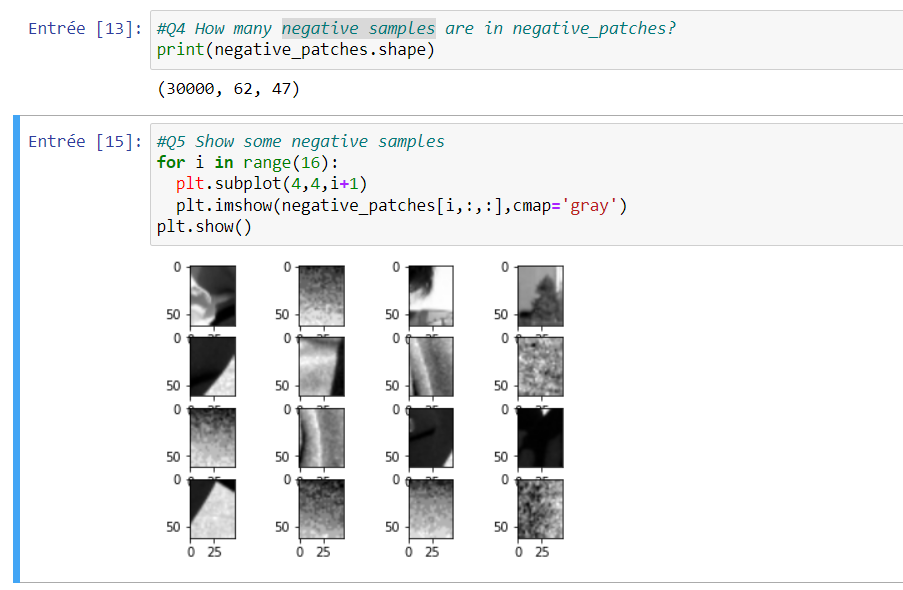 Entrée [13]: #Q4 How many negative samples are in negative_patches?
print(negative_patches.shape)
(30000, 62, 47)
Entrée [15]: #Q5 Show some negative samples
for i in range(16):
  plt.subplot(4,4,i+1)
  plt.imshow(negative_patches[i,:,:],cmap='gray')
plt.show()
0 0 0 0
50 50 50 50
0 0 0 0
50 50 50 50
0 0 0 0
50 50 50 50
0 0 0 0
50 50 50 50
0 25 0 25 0 25 0 25